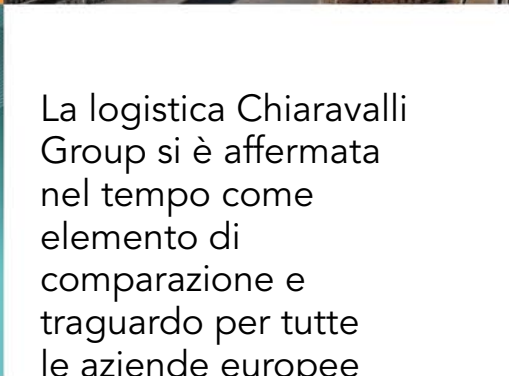 La logistica Chiaravalli
Group si è affermata
nel tempo come
elemento di
comparazione e
traguardo per tutte
le aziende europee